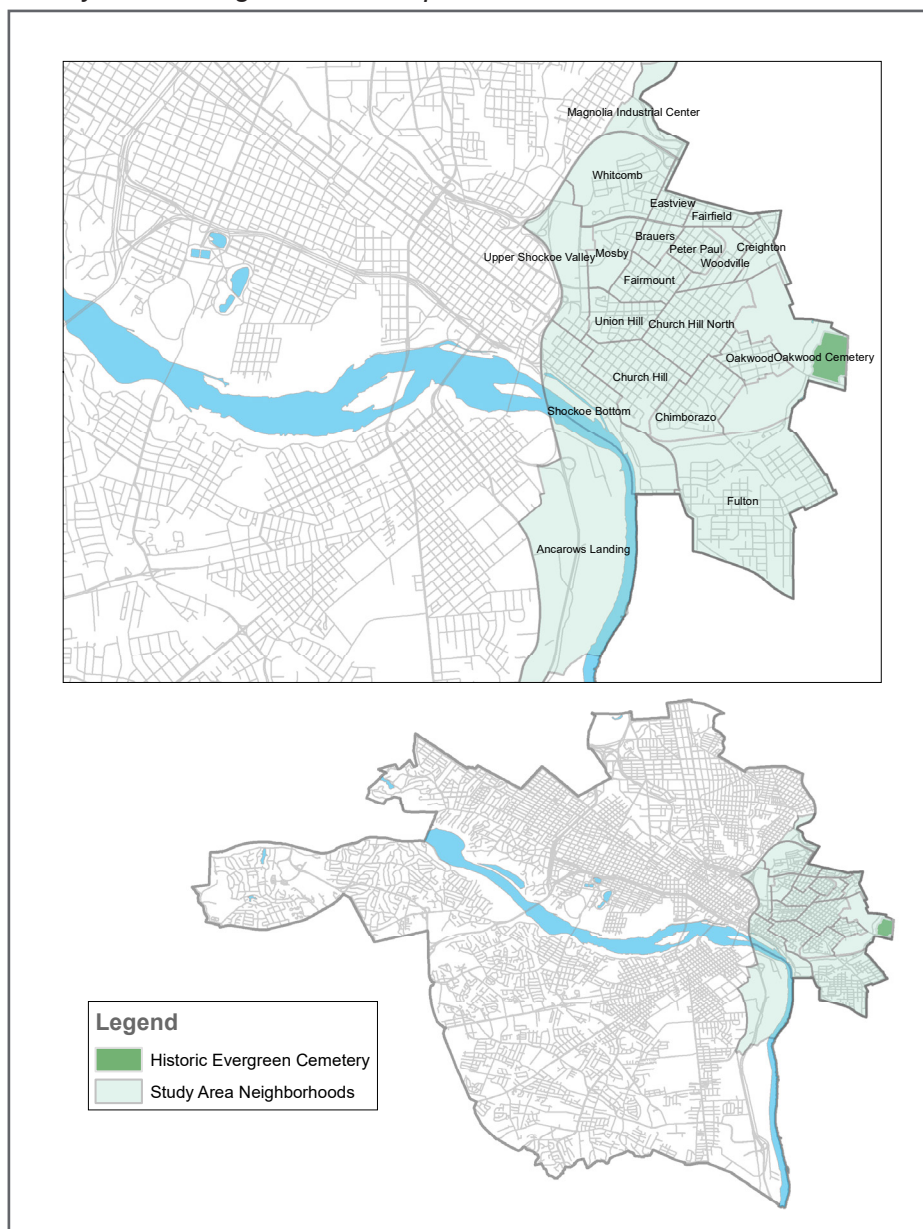 Magnolia Industrial Center
Whitcomb
Eastview
Fairfield
Brauers
Peter Paul
Creighton
Upper Shockoe Valley
Mosby
Woodville
Fairmount
Union Hill
Church Hill North
Oakwood
Oakwood Cemetery
Church Hill
Shockoe Bottom
Chimborazo
Fulton
Ancarows Landing
Legend
Historic Evergreen Cemetery
Study Area Neighborhoods